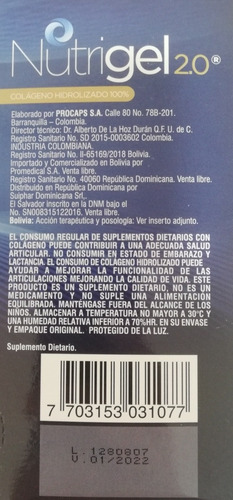 Nutrigel 2.0®
COLÁGENO HIDROLIZADO 100%
Elaborado por PROCAPS S.A. Calle 80 No. 78B-201.
Barranquilla – Colombia.
Director técnico: Dr. Alberto De La Hoz Durán Q.F. U. de C.
Registro Sanitario No. SD 2015-0003602 Colombia.
INDUSTRIA COLOMBIANA.
Registro Sanitario No. II-65169/2018 Bolivia.
Importado y Comercializado en Bolivia por
Promedical S.A. Venta libre.
Registro Sanitario No. 40060 República Dominicana. Venta libre.
Distribuido en República Dominicana por
Sulphar Dominicana Srl.
El Salvador inscrito en la DNM bajo el
No. SN008315122016. Venta libre.
Bolivia: Acción terapéutica y posología: Ver inserto adjunto.
EL CONSUMO REGULAR DE SUPLEMENTOS DIETARIOS CON
COLÁGENO PUEDE CONTRIBUIR A UNA ADECUADA SALUD
ARTICULAR. NO CONSUMIR EN ESTADO DE EMBARAZO Y
LACTANCIA. EL CONSUMO DE COLÁGENO HIDROLIZADO PUEDE
AYUDAR A MEJORAR LA FUNCIONALIDAD DE LAS
ARTICULACIONES MEJORANDO LA CALIDAD DE VIDA. ESTE
PRODUCTO ES UN SUPLEMENTO DIETARIO, NO ES UN
MEDICAMENTO Y NO SUPLE UNA ALIMENTACIÓN
EQUILIBRADA. MANTÉNGASE FUERA DEL ALCANCE DE LOS
NIÑOS. ALMACENAR A TEMPERATURA NO MAYOR A 30°C Y
UNA HUMEDAD RELATIVA INFERIOR A 70%HR. EN SU ENVASE
Y EMPAQUE ORIGINAL. PROTEGIDO DE LA LUZ.
Suplemento Dietario.
7 703153 031077
L.1280807
V.01/2022